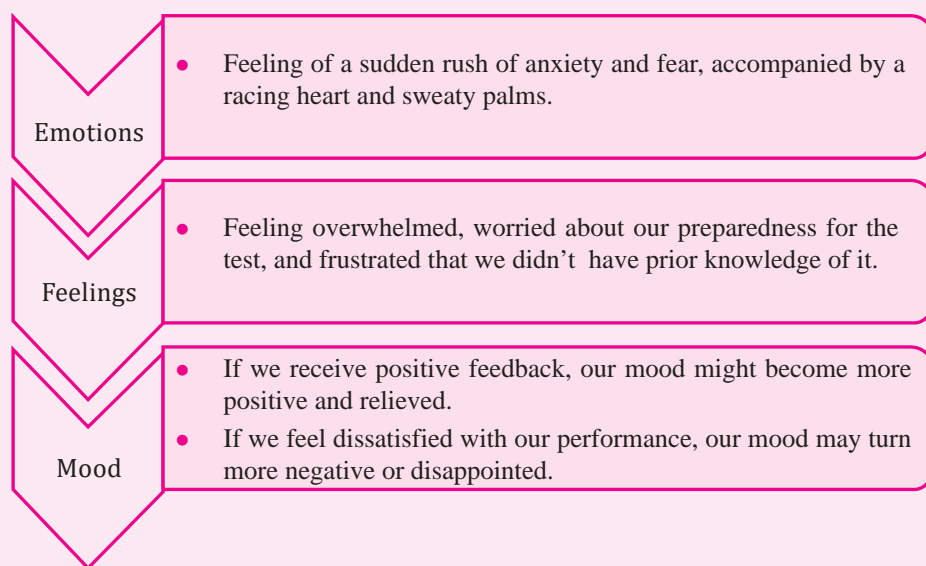 Emotions
● Feeling of a sudden rush of anxiety and fear, accompanied by a
racing heart and sweaty palms.
Feelings
● Feeling overwhelmed, worried about our preparedness for the
test, and frustrated that we didn’t have prior knowledge of it.
Mood
● If we receive positive feedback, our mood might become more
positive and relieved.
● If we feel dissatisfied with our performance, our mood may turn
more negative or disappointed.